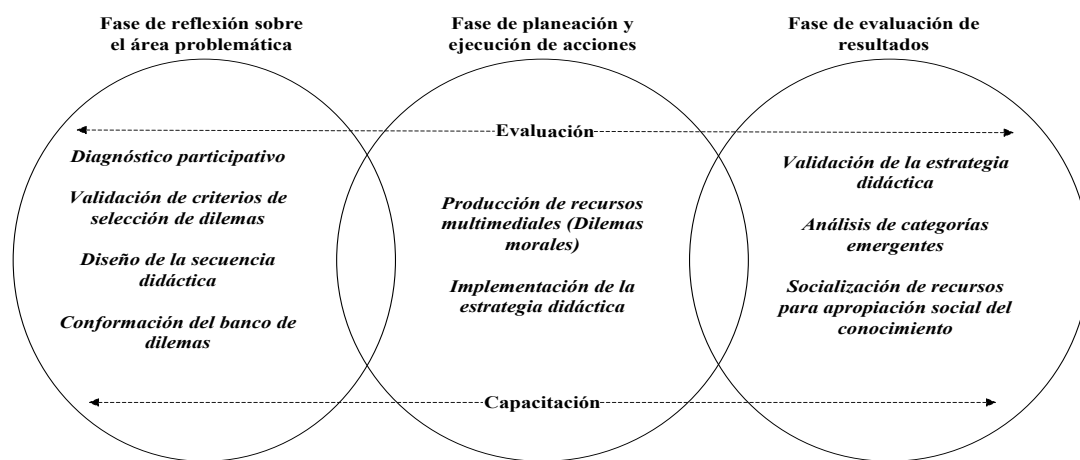 Fase de reflexión sobre
el área problemática
Fase de planeación y
ejecución de acciones
Fase de evaluación de
resultados
Evaluación
Diagnóstico participativo
Validación de criterios de
selección de dilemas
Diseño de la secuencia
didáctica
Conformación del banco de
dilemas
Producción de recursos
multimediales (Dilemas
morales)
Implementación de la
estrategia didáctica
Validación de la estrategia
didáctica
Análisis de categorías
emergentes
Socialización de recursos
para apropiación social del
conocimiento
Capacitación